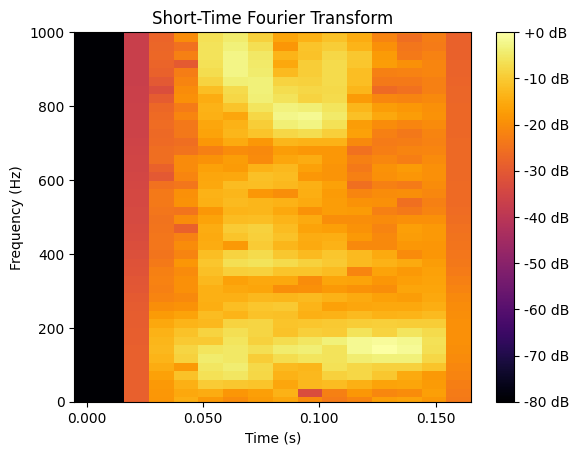 Short-Time Fourier Transform
1000
800
600
400
200
0
Frequency (Hz)
0.000
0.050
0.100
0.150
Time (s)
+0 dB
-10 dB
-20 dB
-30 dB
-40 dB
-50 dB
-60 dB
-70 dB
-80 dB